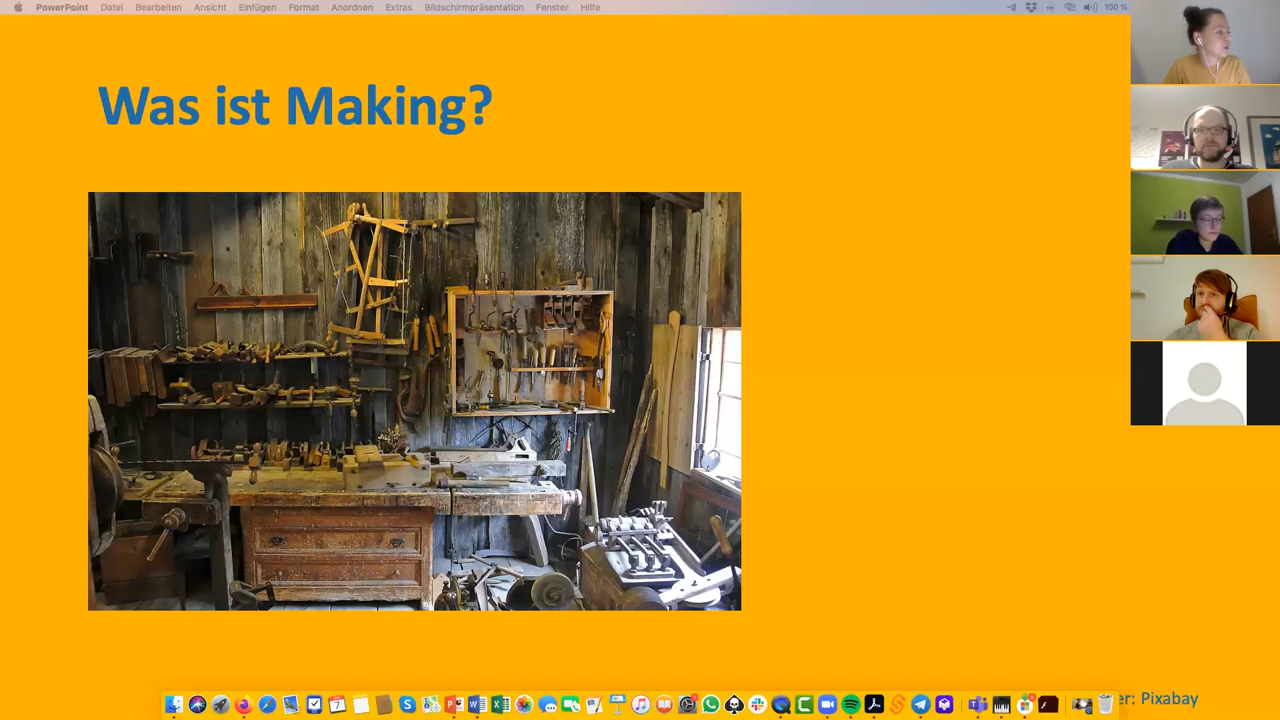 PowerPoint Datei Bearbeiten Ansicht Einfügen Format Anordnen Extras Bildschirmpräsentation Fenster Hilfe 100 %
Was ist Making?
er: Pixabay